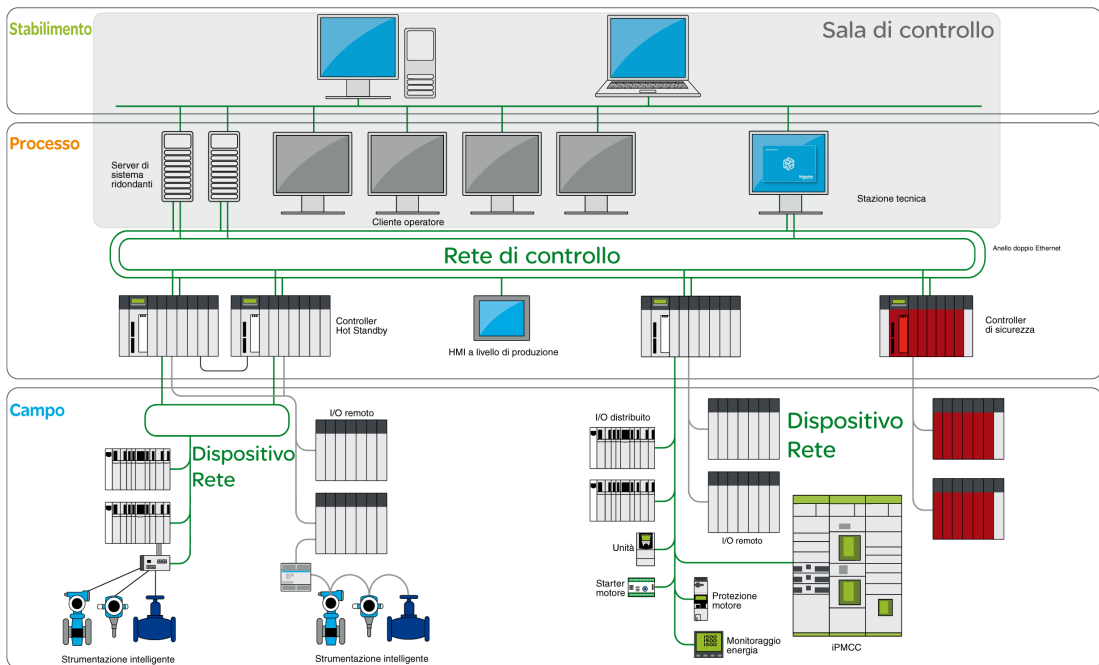 Stabilimento
Sala di controllo
Processo
Server di
sistema
ridondanti
Cliente operatore
Stazione tecnica
Rete di controllo
Anello doppio Ethernet
Controller
Hot Standby
HMI a livello di produzione
Controller
di sicurezza
Campo
I/O remoto
I/O distribuito
Dispositivo
Rete
Dispositivo
Rete
I/O remoto
Unità
Starter
motore
Protezione
motore
Monitoraggio
energia
iPMCC
Strumentazione intelligente
Strumentazione intelligente